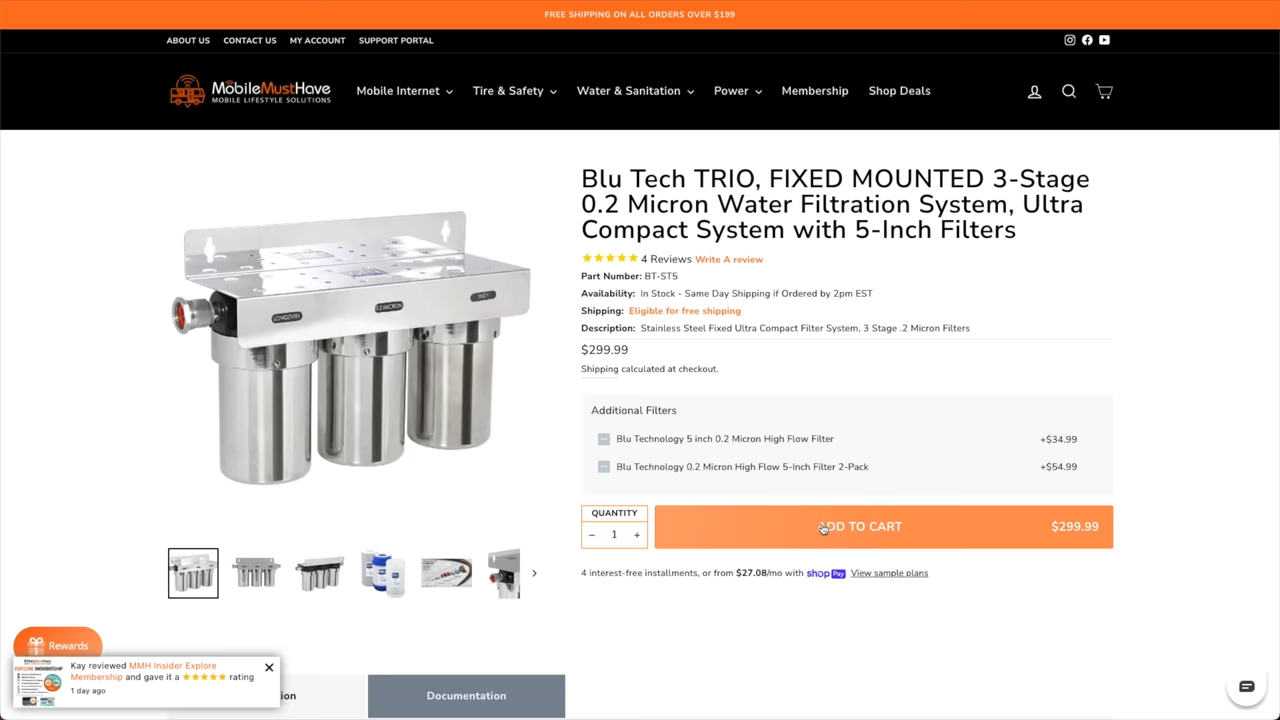 FREE SHIPPING ON ALL ORDERS OVER $199
ABOUT US CONTACT US MY ACCOUNT SUPPORT PORTAL
MobileMustHave
MOBILE LIFESTYLE SOLUTIONS
Mobile Internet Tire & Safety Water & Sanitation Power Membership Shop Deals
Blu Tech TRIO, FIXED MOUNTED 3-Stage
0.2 Micron Water Filtration System, Ultra
Compact System with 5-Inch Filters
4 Reviews Write A review
Part Number: BT-ST5
Availability: In Stock - Same Day Shipping if Ordered by 2pm EST
Shipping: Eligible for free shipping
Description: Stainless Steel Fixed Ultra Compact Filter System, 3 Stage .2 Micron Filters
$299.99
Shipping calculated at checkout.
LONGEVITI
0.2 MICRON
Additional Filters
Blu Technology 5 inch 0.2 Micron High Flow Filter +$34.99
Blu Technology 0.2 Micron High Flow 5-Inch Filter 2-Pack +$54.99
QUANTITY
− 1 +
ADD TO CART $299.99
4 interest-free installments, or from $27.08/mo with shop Pay View sample plans
Rewards
Kay reviewed MMH Insider Explore
Membership and gave it a ★★★★★ rating
1 day ago
ion
Documentation